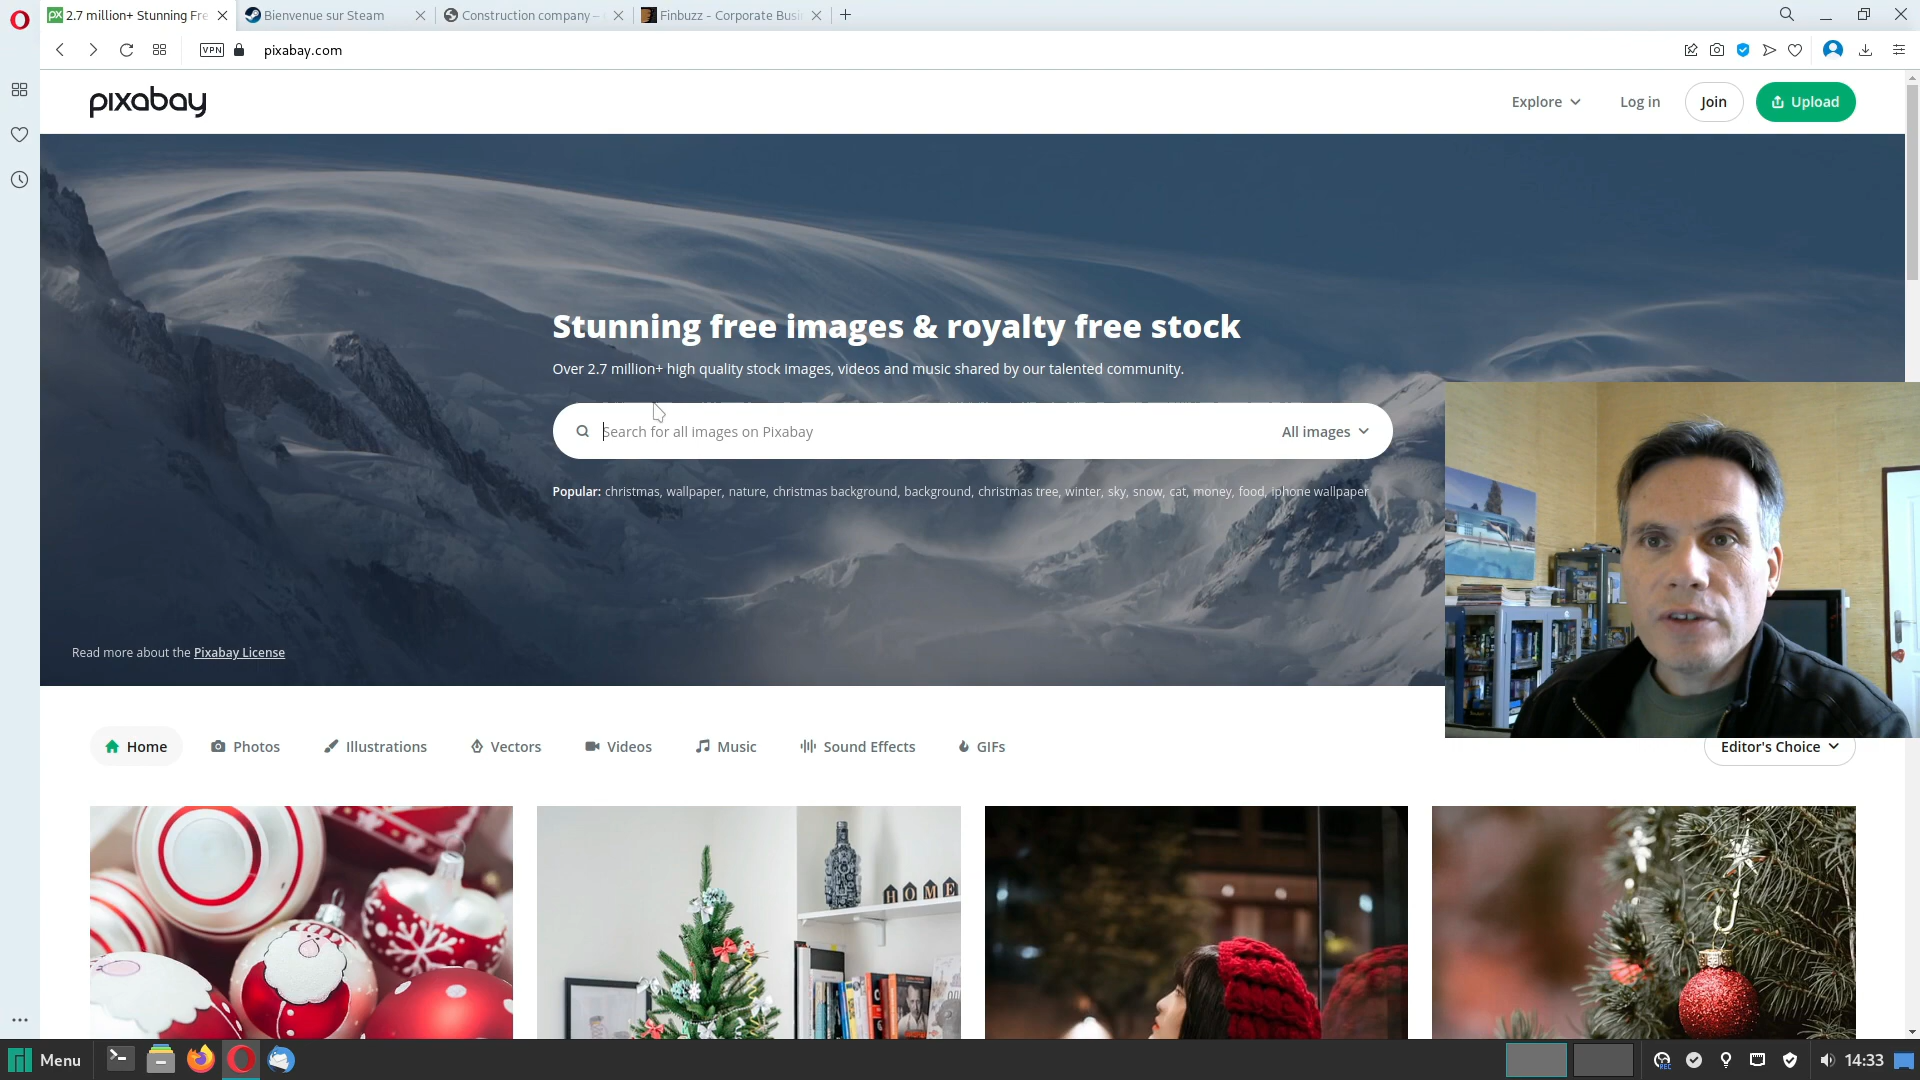 2.7 million+ Stunning Fre
Bienvenue sur Steam
Construction company –
Finbuzz - Corporate Busi
VPN
pixabay.com
pixabay
Explore
Log in
Join
Upload
Stunning free images & royalty free stock
Over 2.7 million+ high quality stock images, videos and music shared by our talented community.
Search for all images on Pixabay
All images
Popular: christmas, wallpaper, nature, christmas background, background, christmas tree, winter, sky, snow, cat, money, food, iphone wallpaper
Read more about the Pixabay License
Home
Photos
Illustrations
Vectors
Videos
Music
Sound Effects
GIFs
Editor's Choice
HOME
Menu
REC
14:33